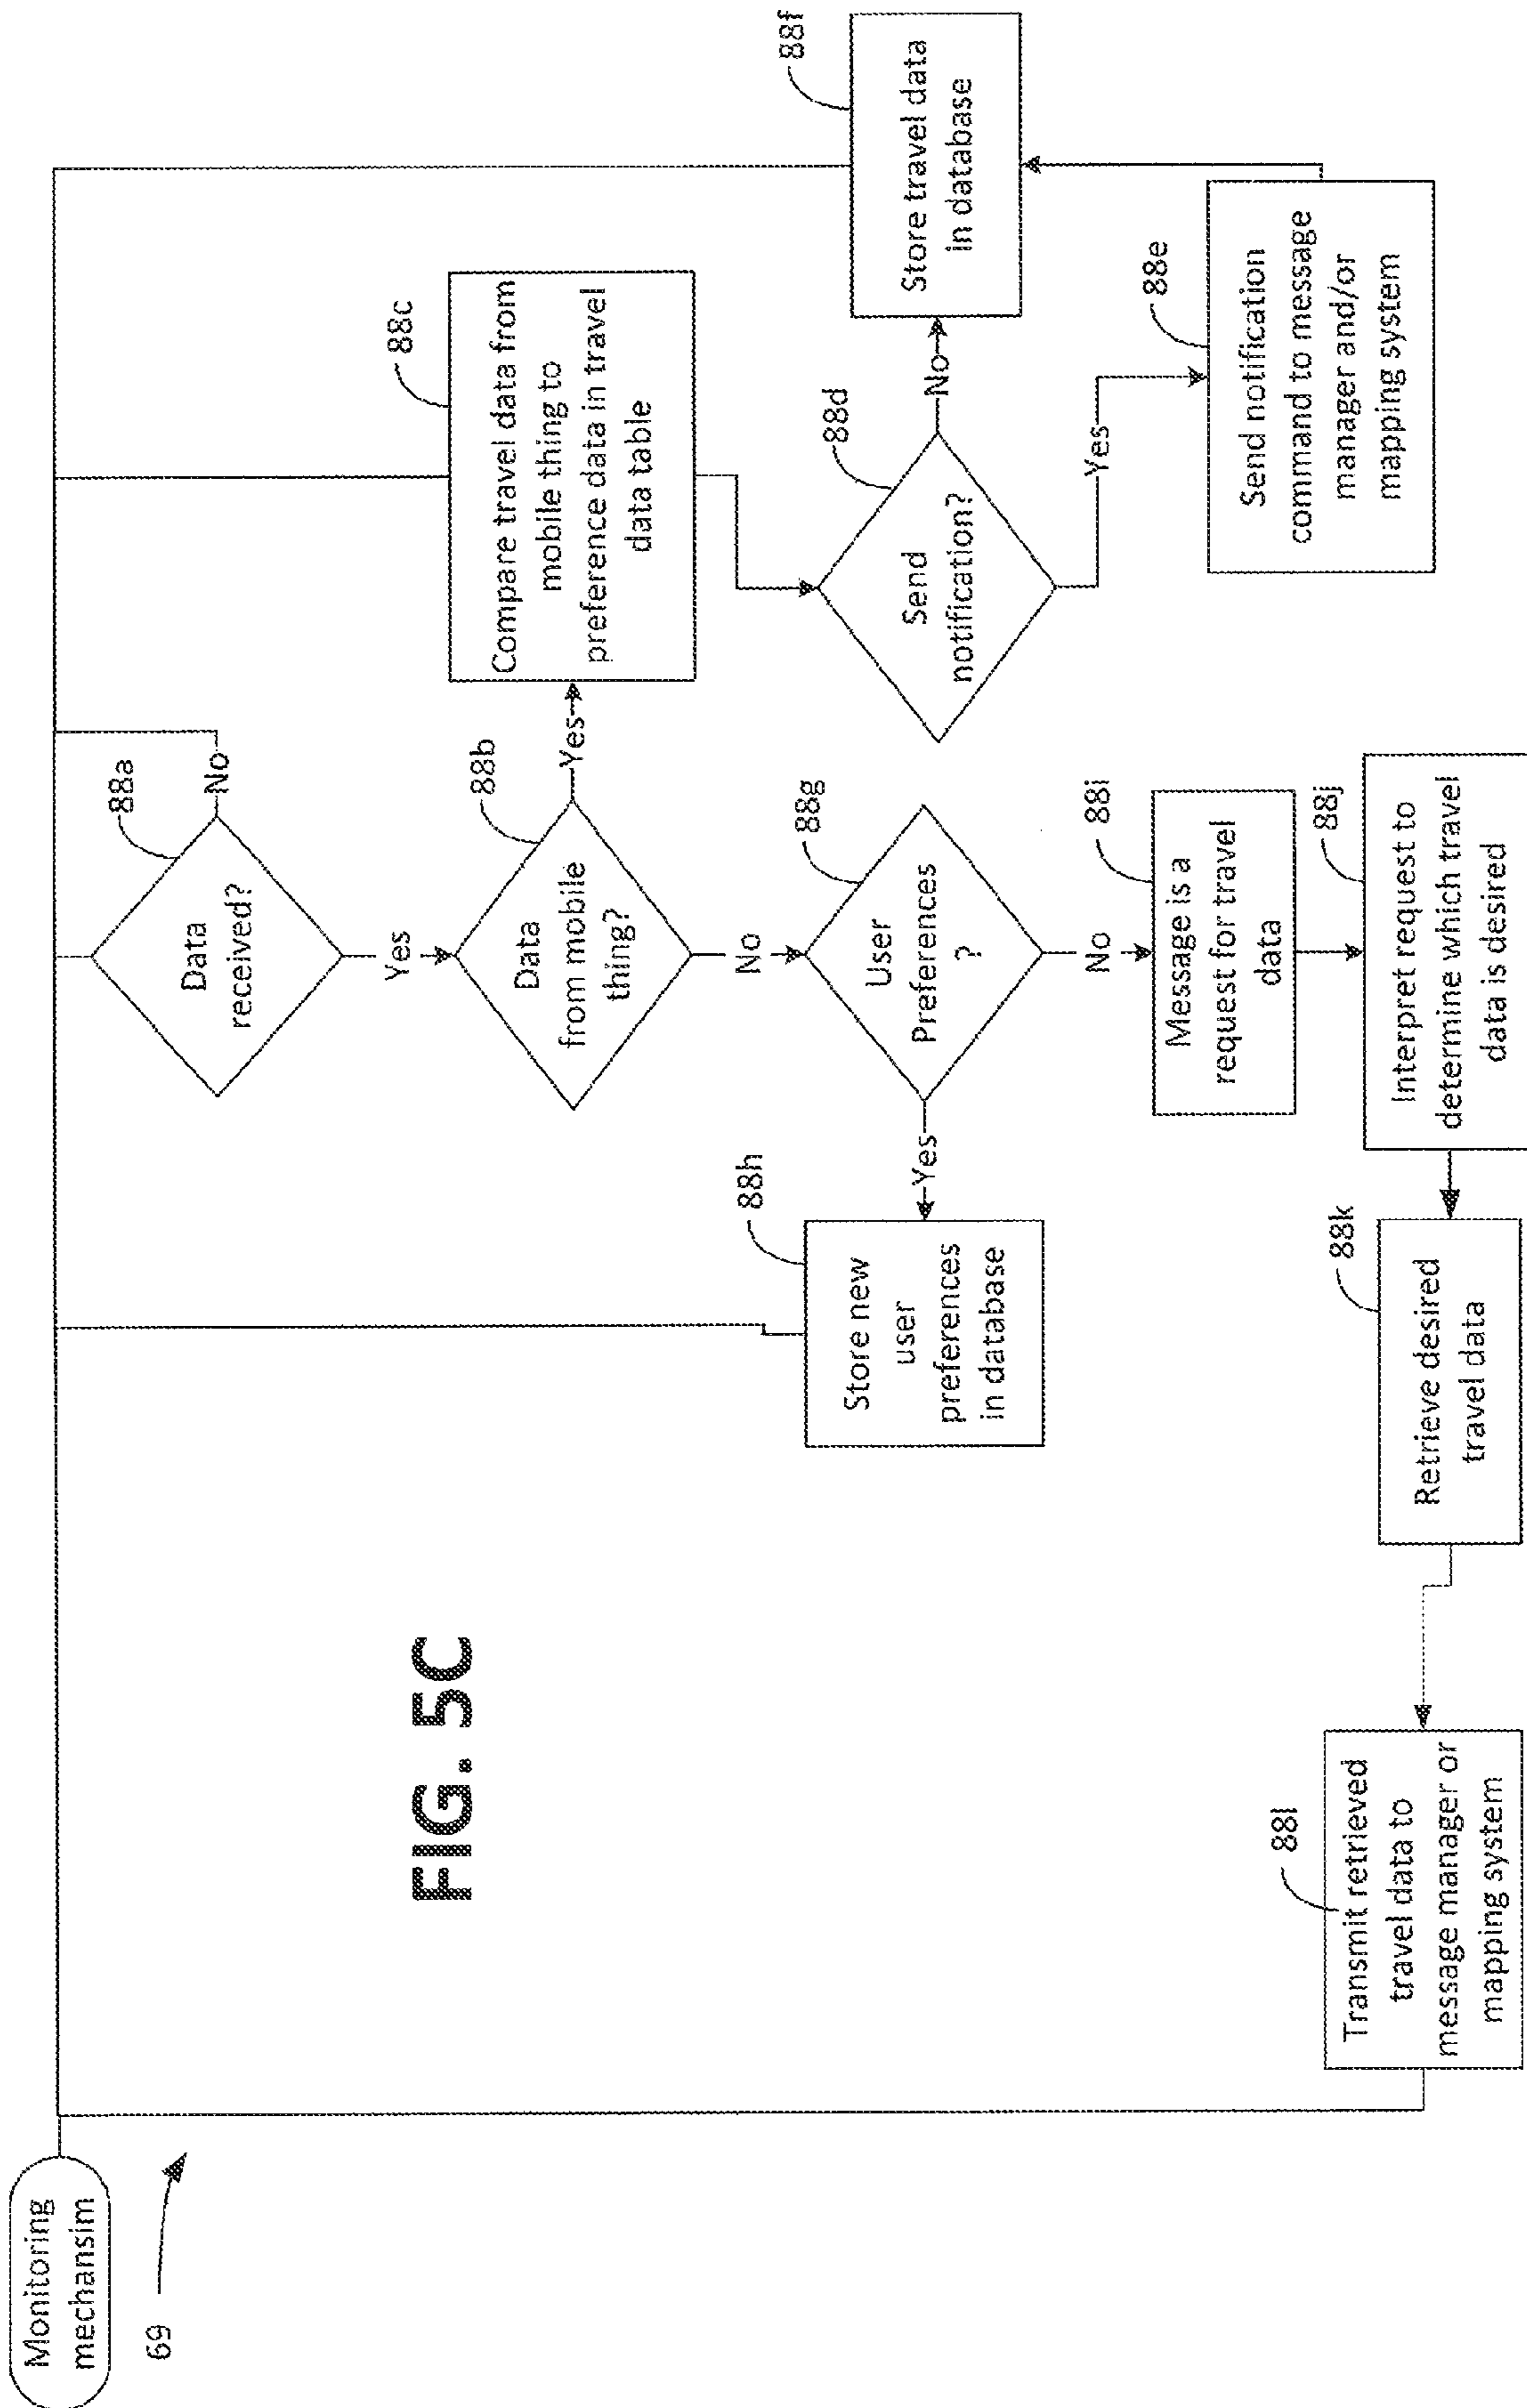 Monitoring
mechansim
69
88a
Data
received?
No
Yes
88b
Data
from mobile
thing?
Yes
No
88c
Compare travel data from
mobile thing to
preference data in travel
data table
88d
Send
notification?
No
Yes
88f
Store travel data
in database
88e
Send notification
command to message
manager and/or
mapping system
88g
User
Preferences
?
Yes
No
88h
Store new
user
preferences
in database
88i
Message is a
request for travel
data
88j
Interpret request to
determine which travel
data is desired
88k
Retrieve desired
travel data
88l
Transmit retrieved
travel data to
message manager or
mapping system
FIG. 5C